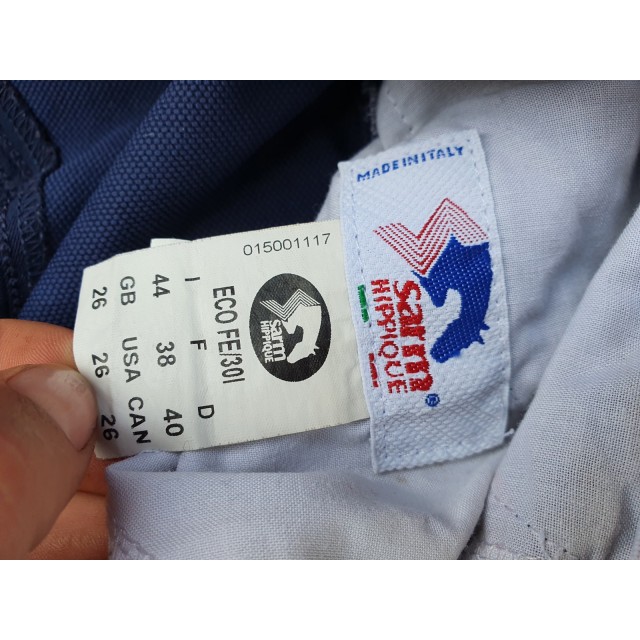 015001117
sarm
HIPPIQUE
ECO FE/30I
I F D
44 38 40
GB USA CAN
26 26 26
MADE IN ITALY
sarm
HIPPIQUE
®